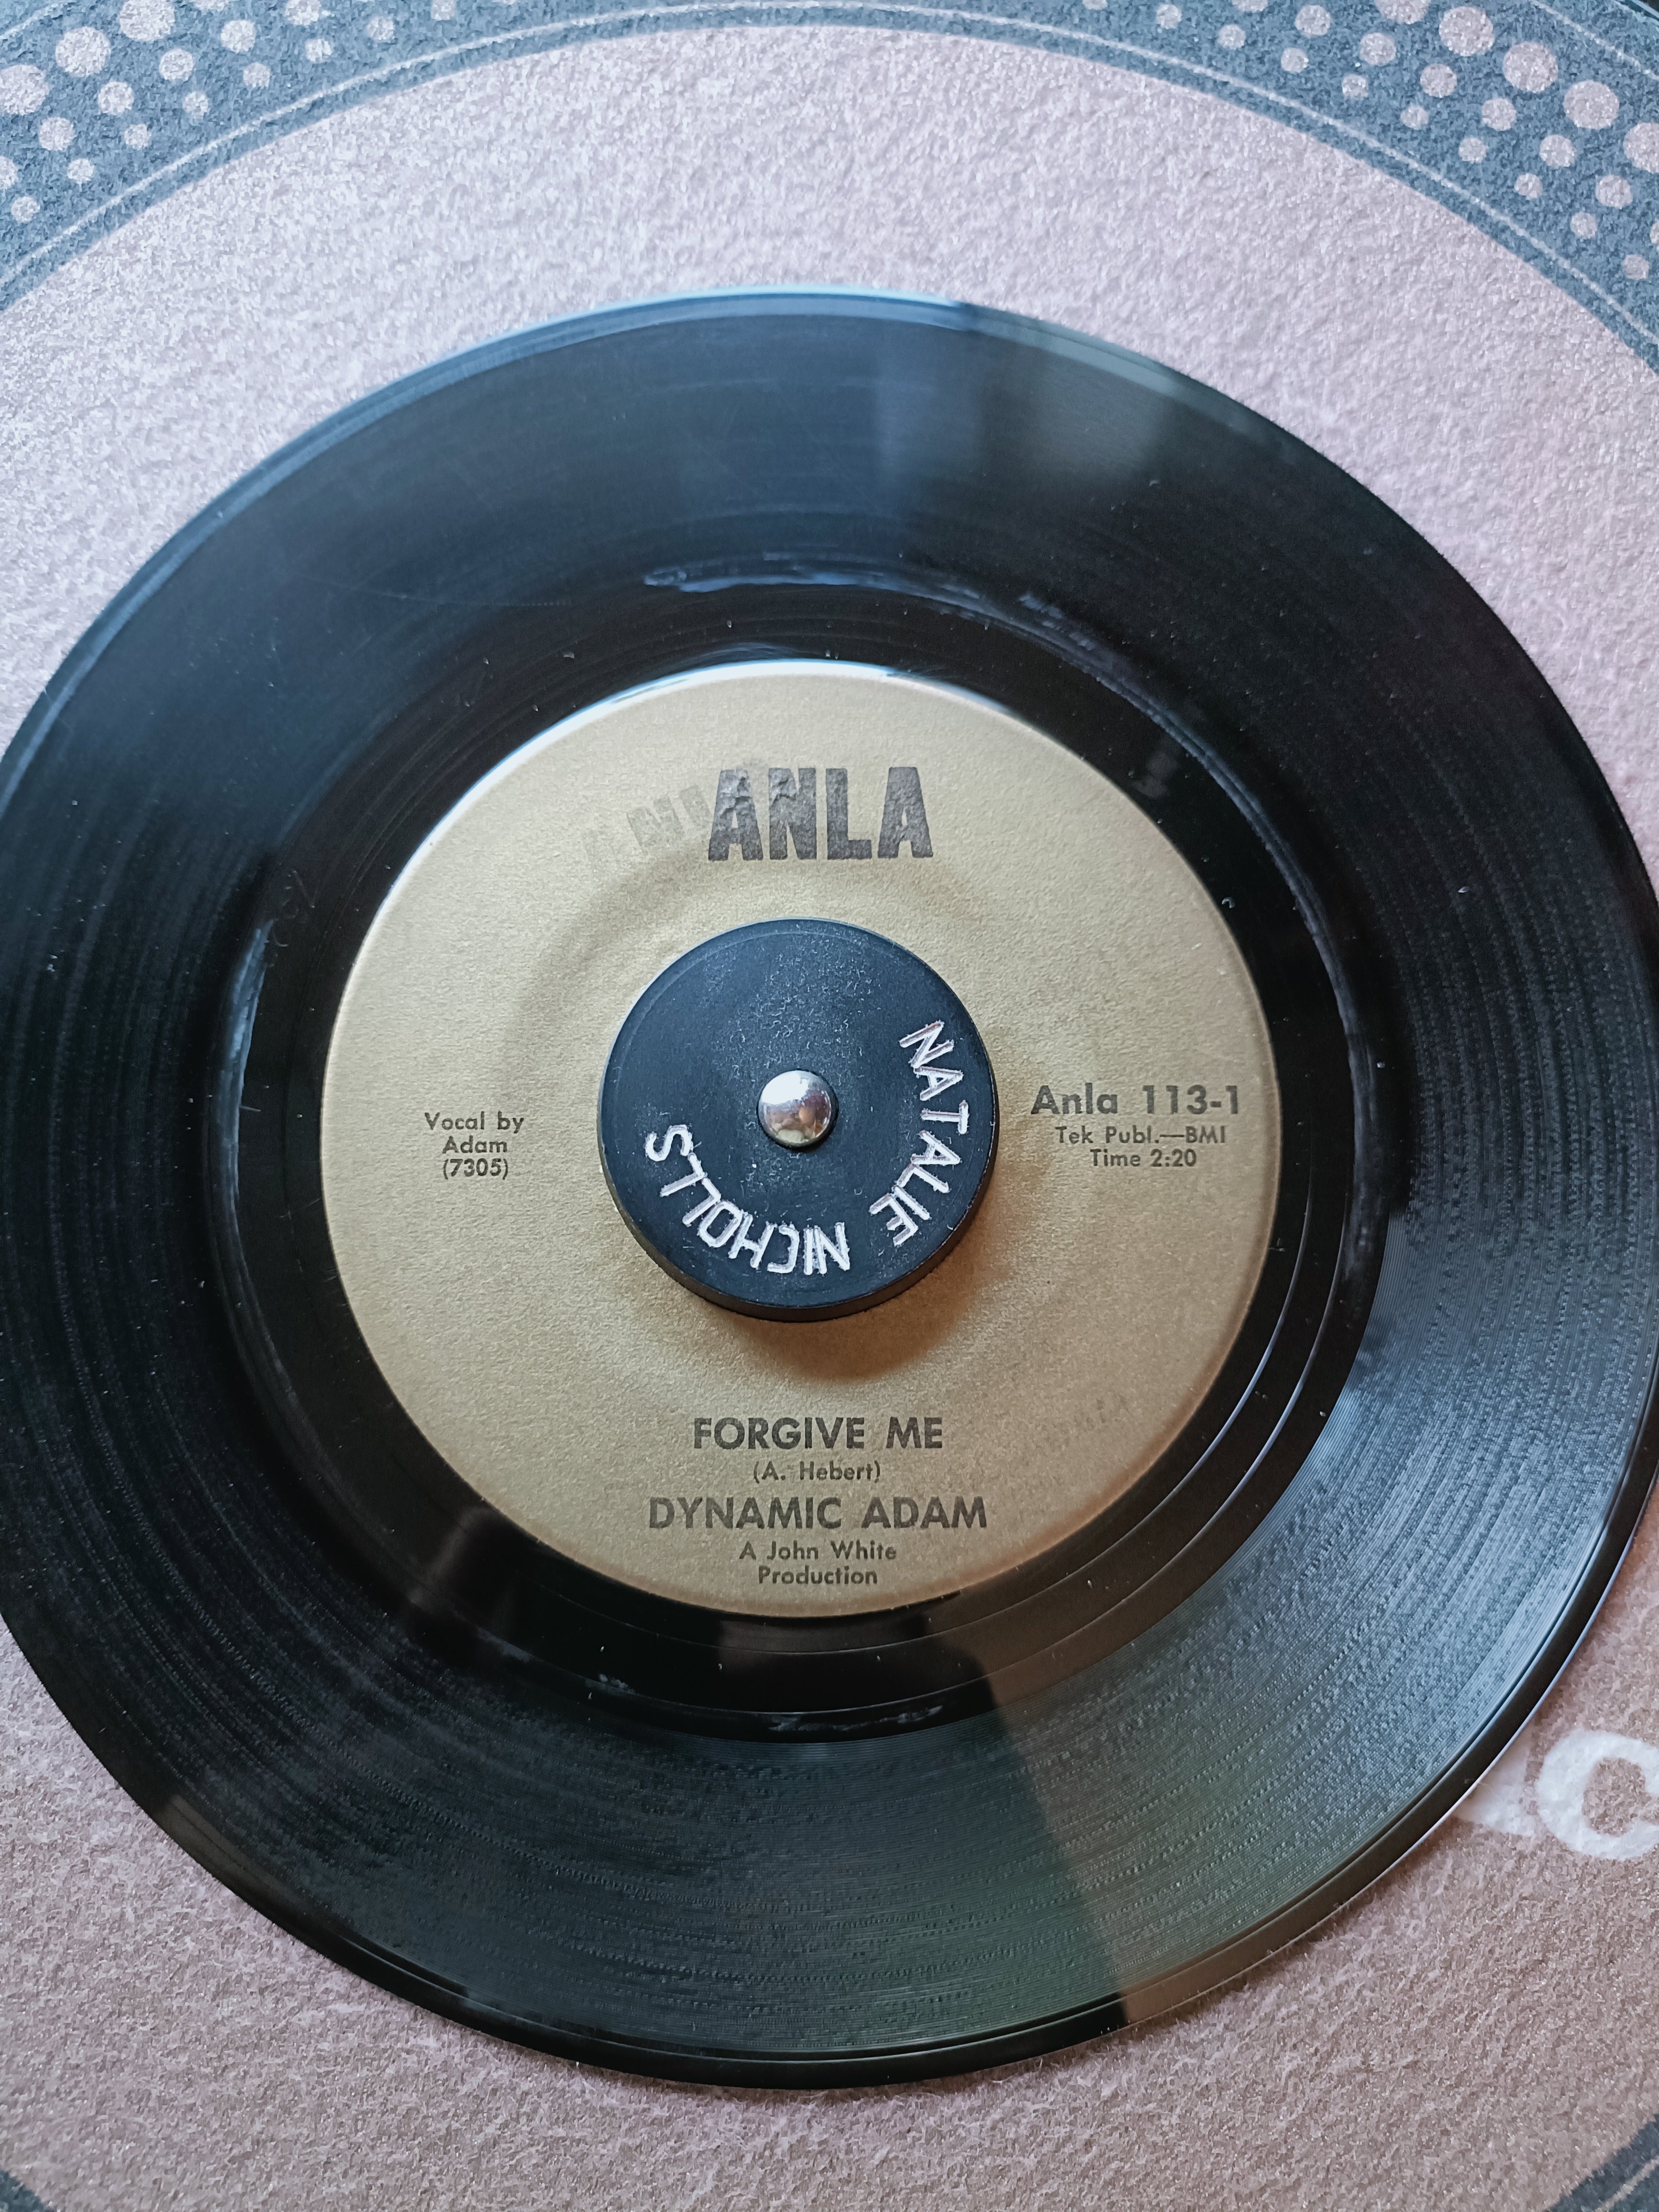 ANLA
NATALIE NICHOLLS
Vocal by
Adam
(7305)
Anla 113-1
Tek Publ.—BMI
Time 2:20
FORGIVE ME
(A. Hebert)
DYNAMIC ADAM
A John White
Production